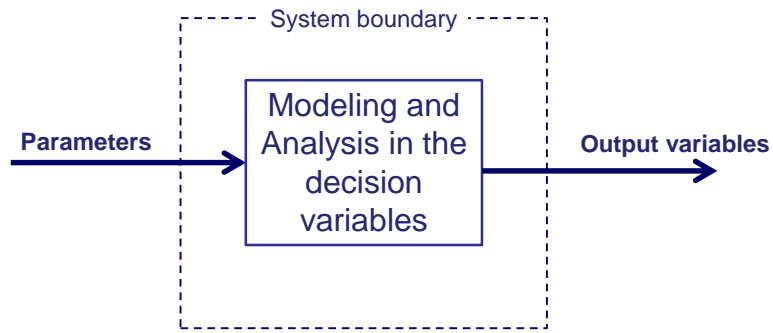 System boundary
Parameters
Modeling and
Analysis in the
decision
variables
Output variables